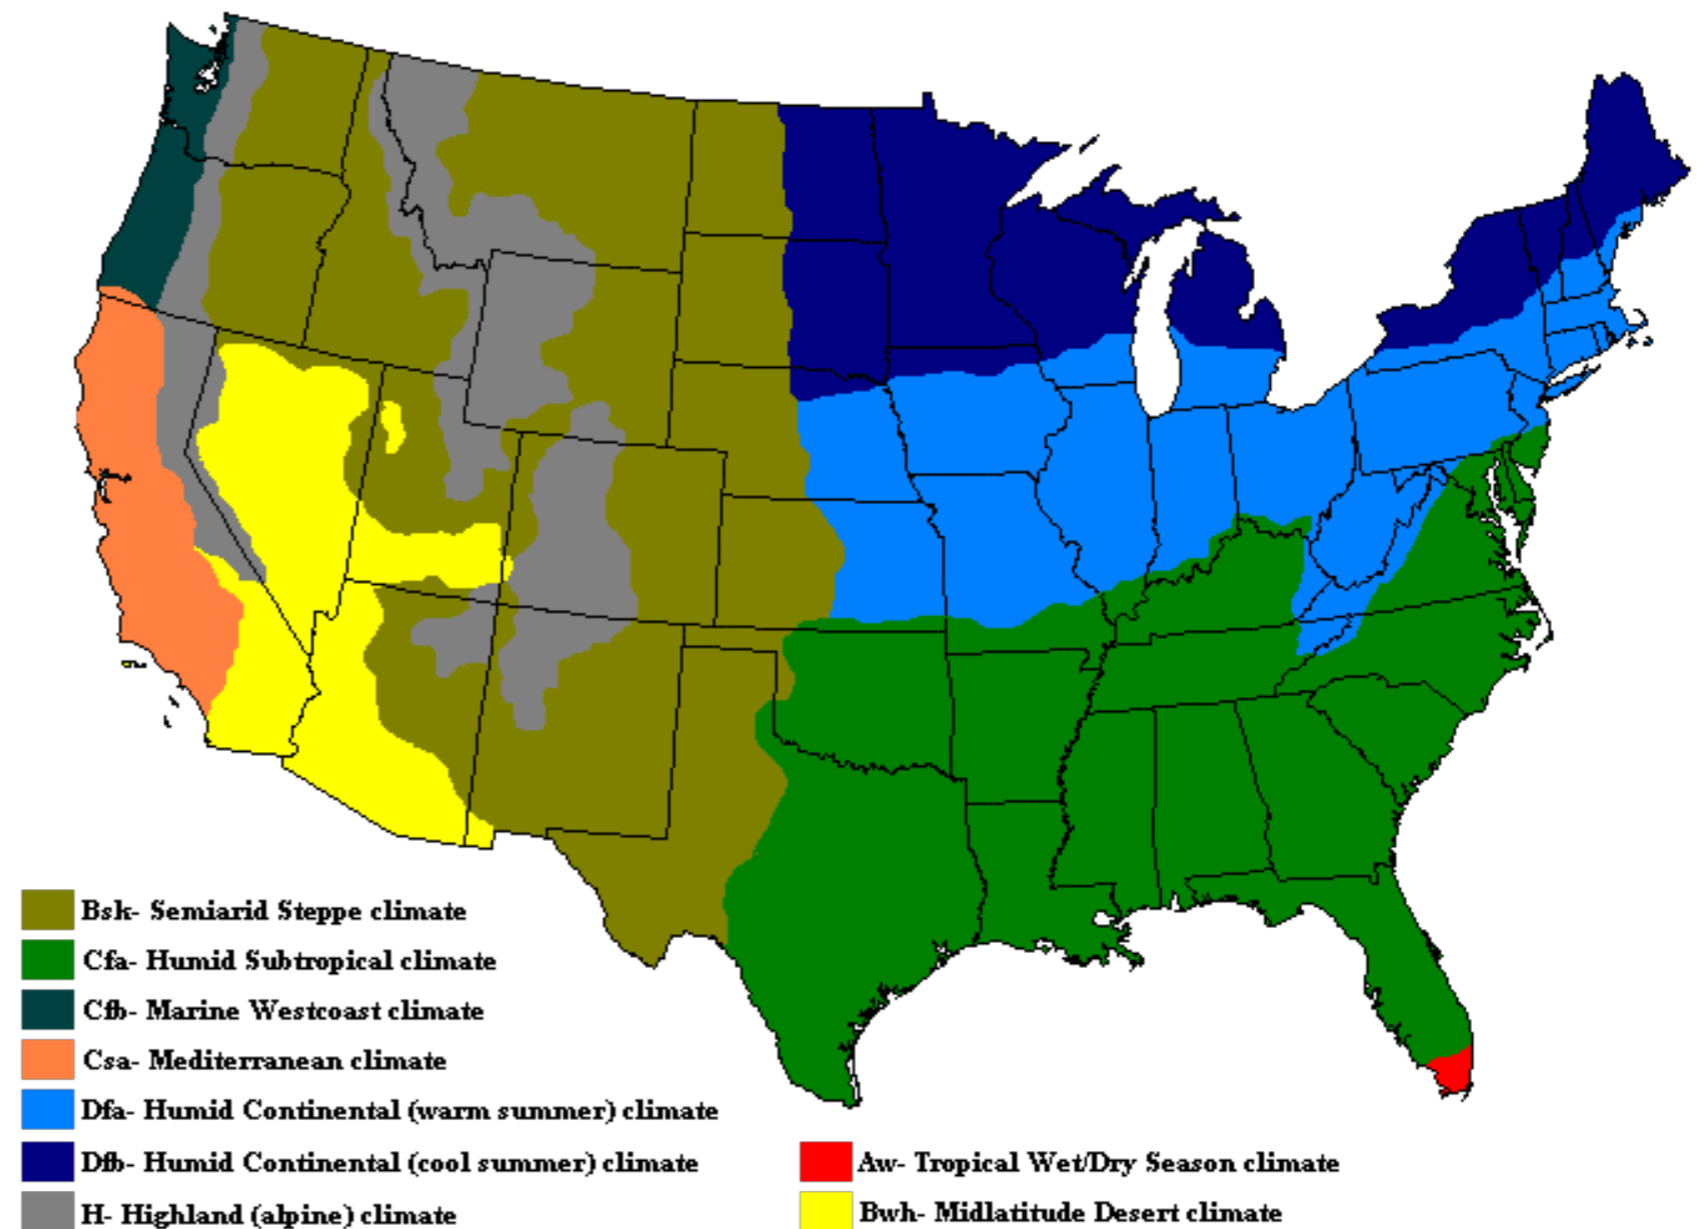 Bsk- Semiarid Steppe climate
Cfa- Humid Subtropical climate
Cfb- Marine Westcoast climate
Csa- Mediterranean climate
Dfa- Humid Continental (warm summer) climate
Dfb- Humid Continental (cool summer) climate
H- Highland (alpine) climate
Aw- Tropical Wet/Dry Season climate
Bwh- Midlatitude Desert climate